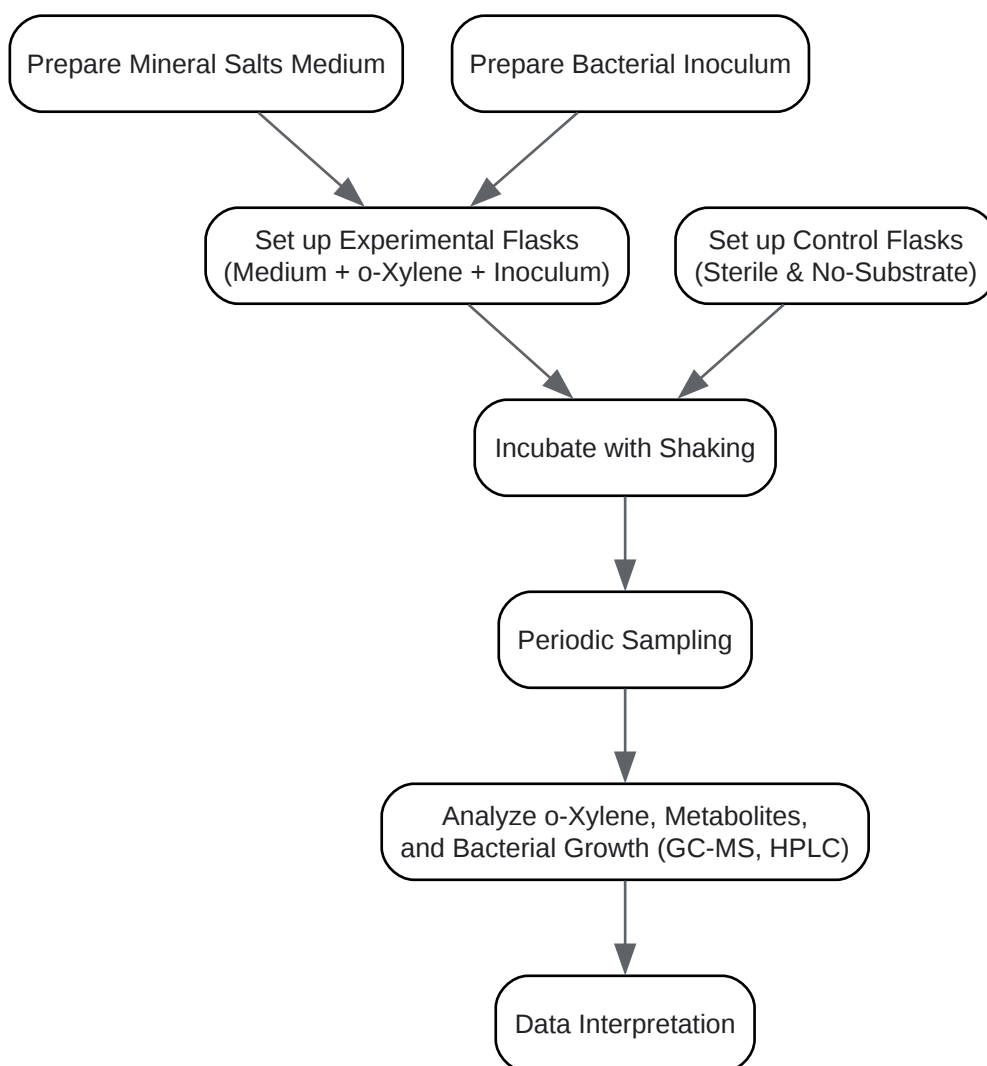 Prepare Mineral Salts Medium
Prepare Bacterial Inoculum
Set up Experimental Flasks
(Medium + o-Xylene + Inoculum)
Set up Control Flasks
(Sterile & No-Substrate)
Incubate with Shaking
Periodic Sampling
Analyze o-Xylene, Metabolites,
and Bacterial Growth (GC-MS, HPLC)
Data Interpretation